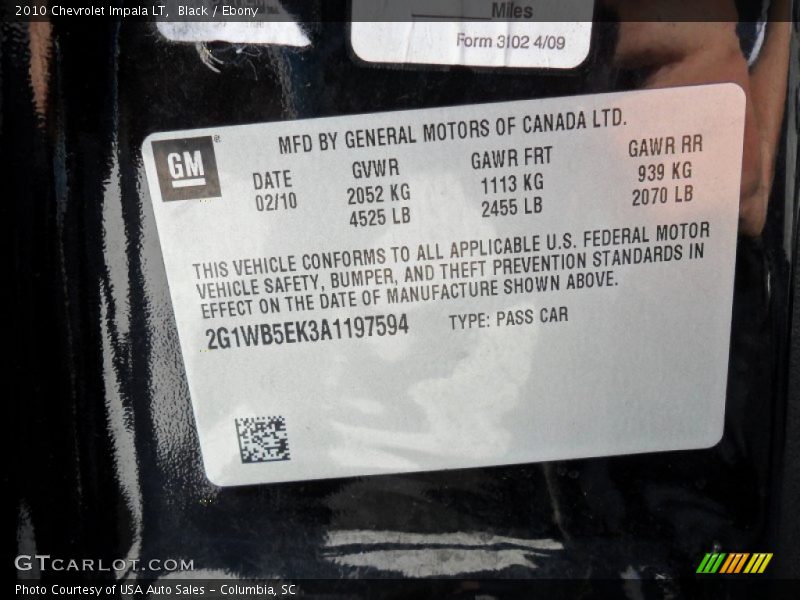 2010 Chevrolet Impala LT, Black / Ebony
Miles
Form 3102 4/09
GM
MFD BY GENERAL MOTORS OF CANADA LTD.
DATE GVWR GAWR FRT GAWR RR
02/10 2052 KG 1113 KG 939 KG
4525 LB 2455 LB 2070 LB
THIS VEHICLE CONFORMS TO ALL APPLICABLE U.S. FEDERAL MOTOR
VEHICLE SAFETY, BUMPER, AND THEFT PREVENTION STANDARDS IN
EFFECT ON THE DATE OF MANUFACTURE SHOWN ABOVE.
2G1WB5EK3A1197594 TYPE: PASS CAR
GTCARLOT.COM
Photo Courtesy of USA Auto Sales – Columbia, SC